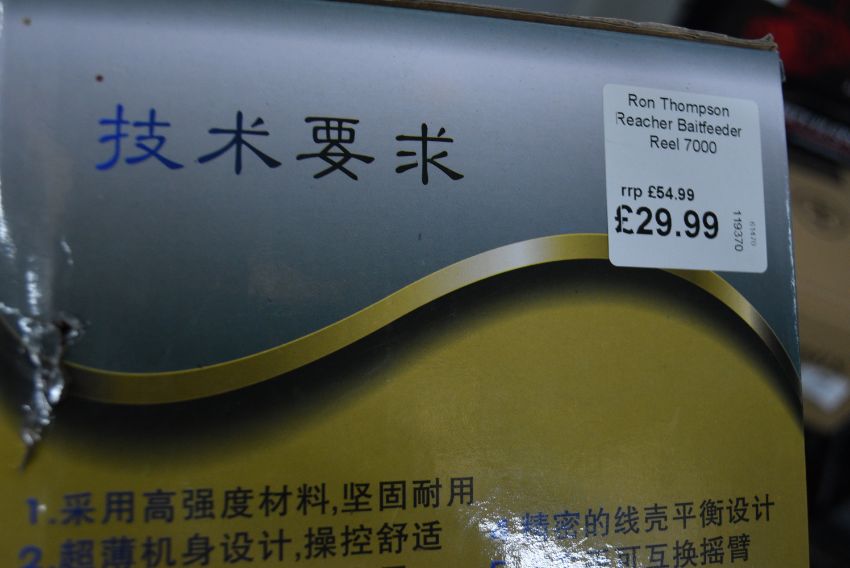 技术要求
Ron Thompson
Reacher Baitfeeder
Reel 7000
rrp £54.99
£29.99
119370
61470
1.采用高强度材料,坚固耐用
2.超薄机身设计,操控舒适
精密的线壳平衡设计
可互换摇臂